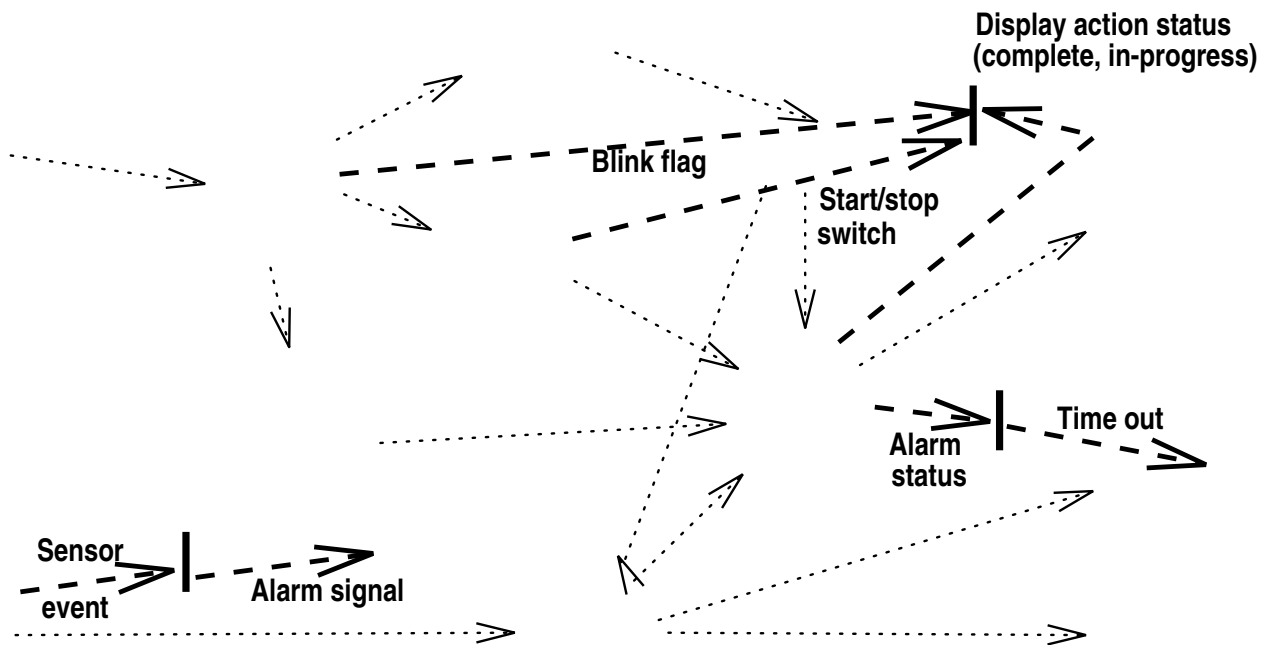 Display action status
(complete, in-progress)
Blink flag
Start/stop
switch
Time out
Alarm
status
Sensor
event
Alarm signal